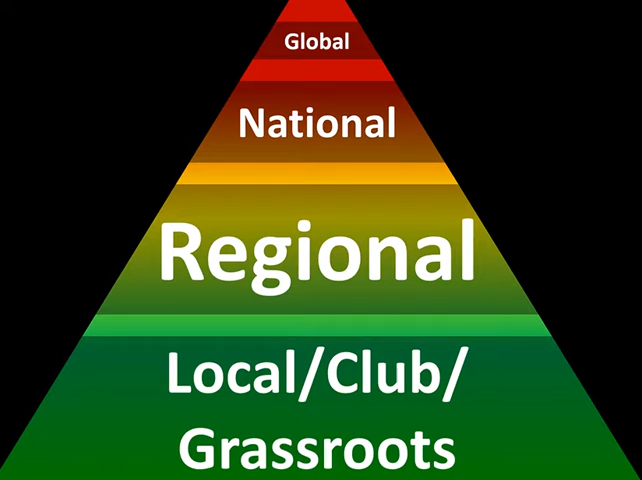 Global
National
Regional
Local/Club/
Grassroots